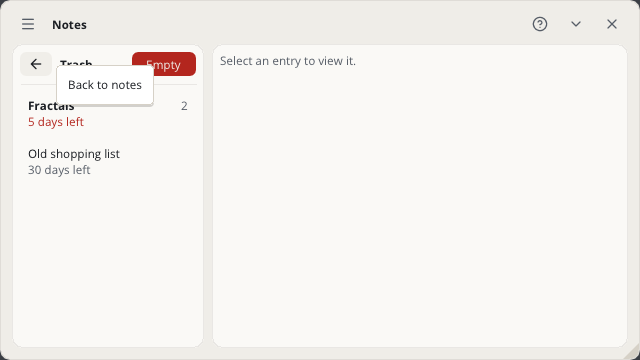 Notes
Trash
Empty
Back to notes
Fractals
2
5 days left
Old shopping list
30 days left
Select an entry to view it.